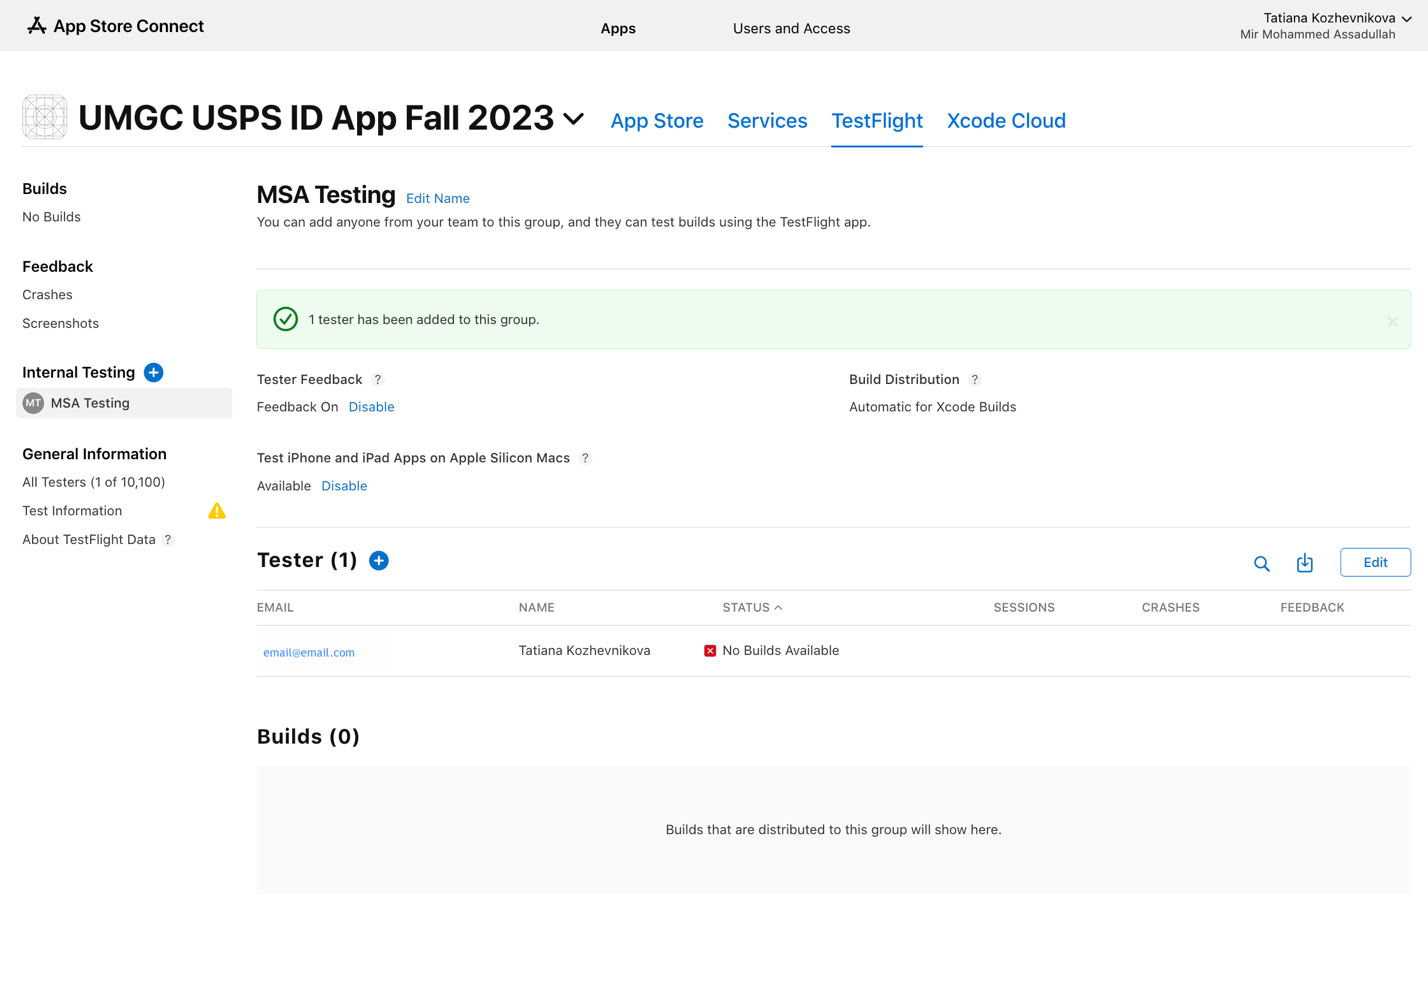 App Store Connect
Apps
Users and Access
Tatiana Kozhevnikova
Mir Mohammed Assadullah
UMGC USPS ID App Fall 2023
App Store
Services
TestFlight
Xcode Cloud
Builds
No Builds
Feedback
Crashes
Screenshots
Internal Testing
MT MSA Testing
General Information
All Testers (1 of 10,100)
Test Information
About TestFlight Data ?
MSA Testing Edit Name
You can add anyone from your team to this group, and they can test builds using the TestFlight app.
1 tester has been added to this group.
Tester Feedback ?
Feedback On Disable
Build Distribution ?
Automatic for Xcode Builds
Test iPhone and iPad Apps on Apple Silicon Macs ?
Available Disable
Tester (1)
Edit
EMAIL NAME STATUS SESSIONS CRASHES FEEDBACK
email@email.com Tatiana Kozhevnikova No Builds Available
Builds (0)
Builds that are distributed to this group will show here.